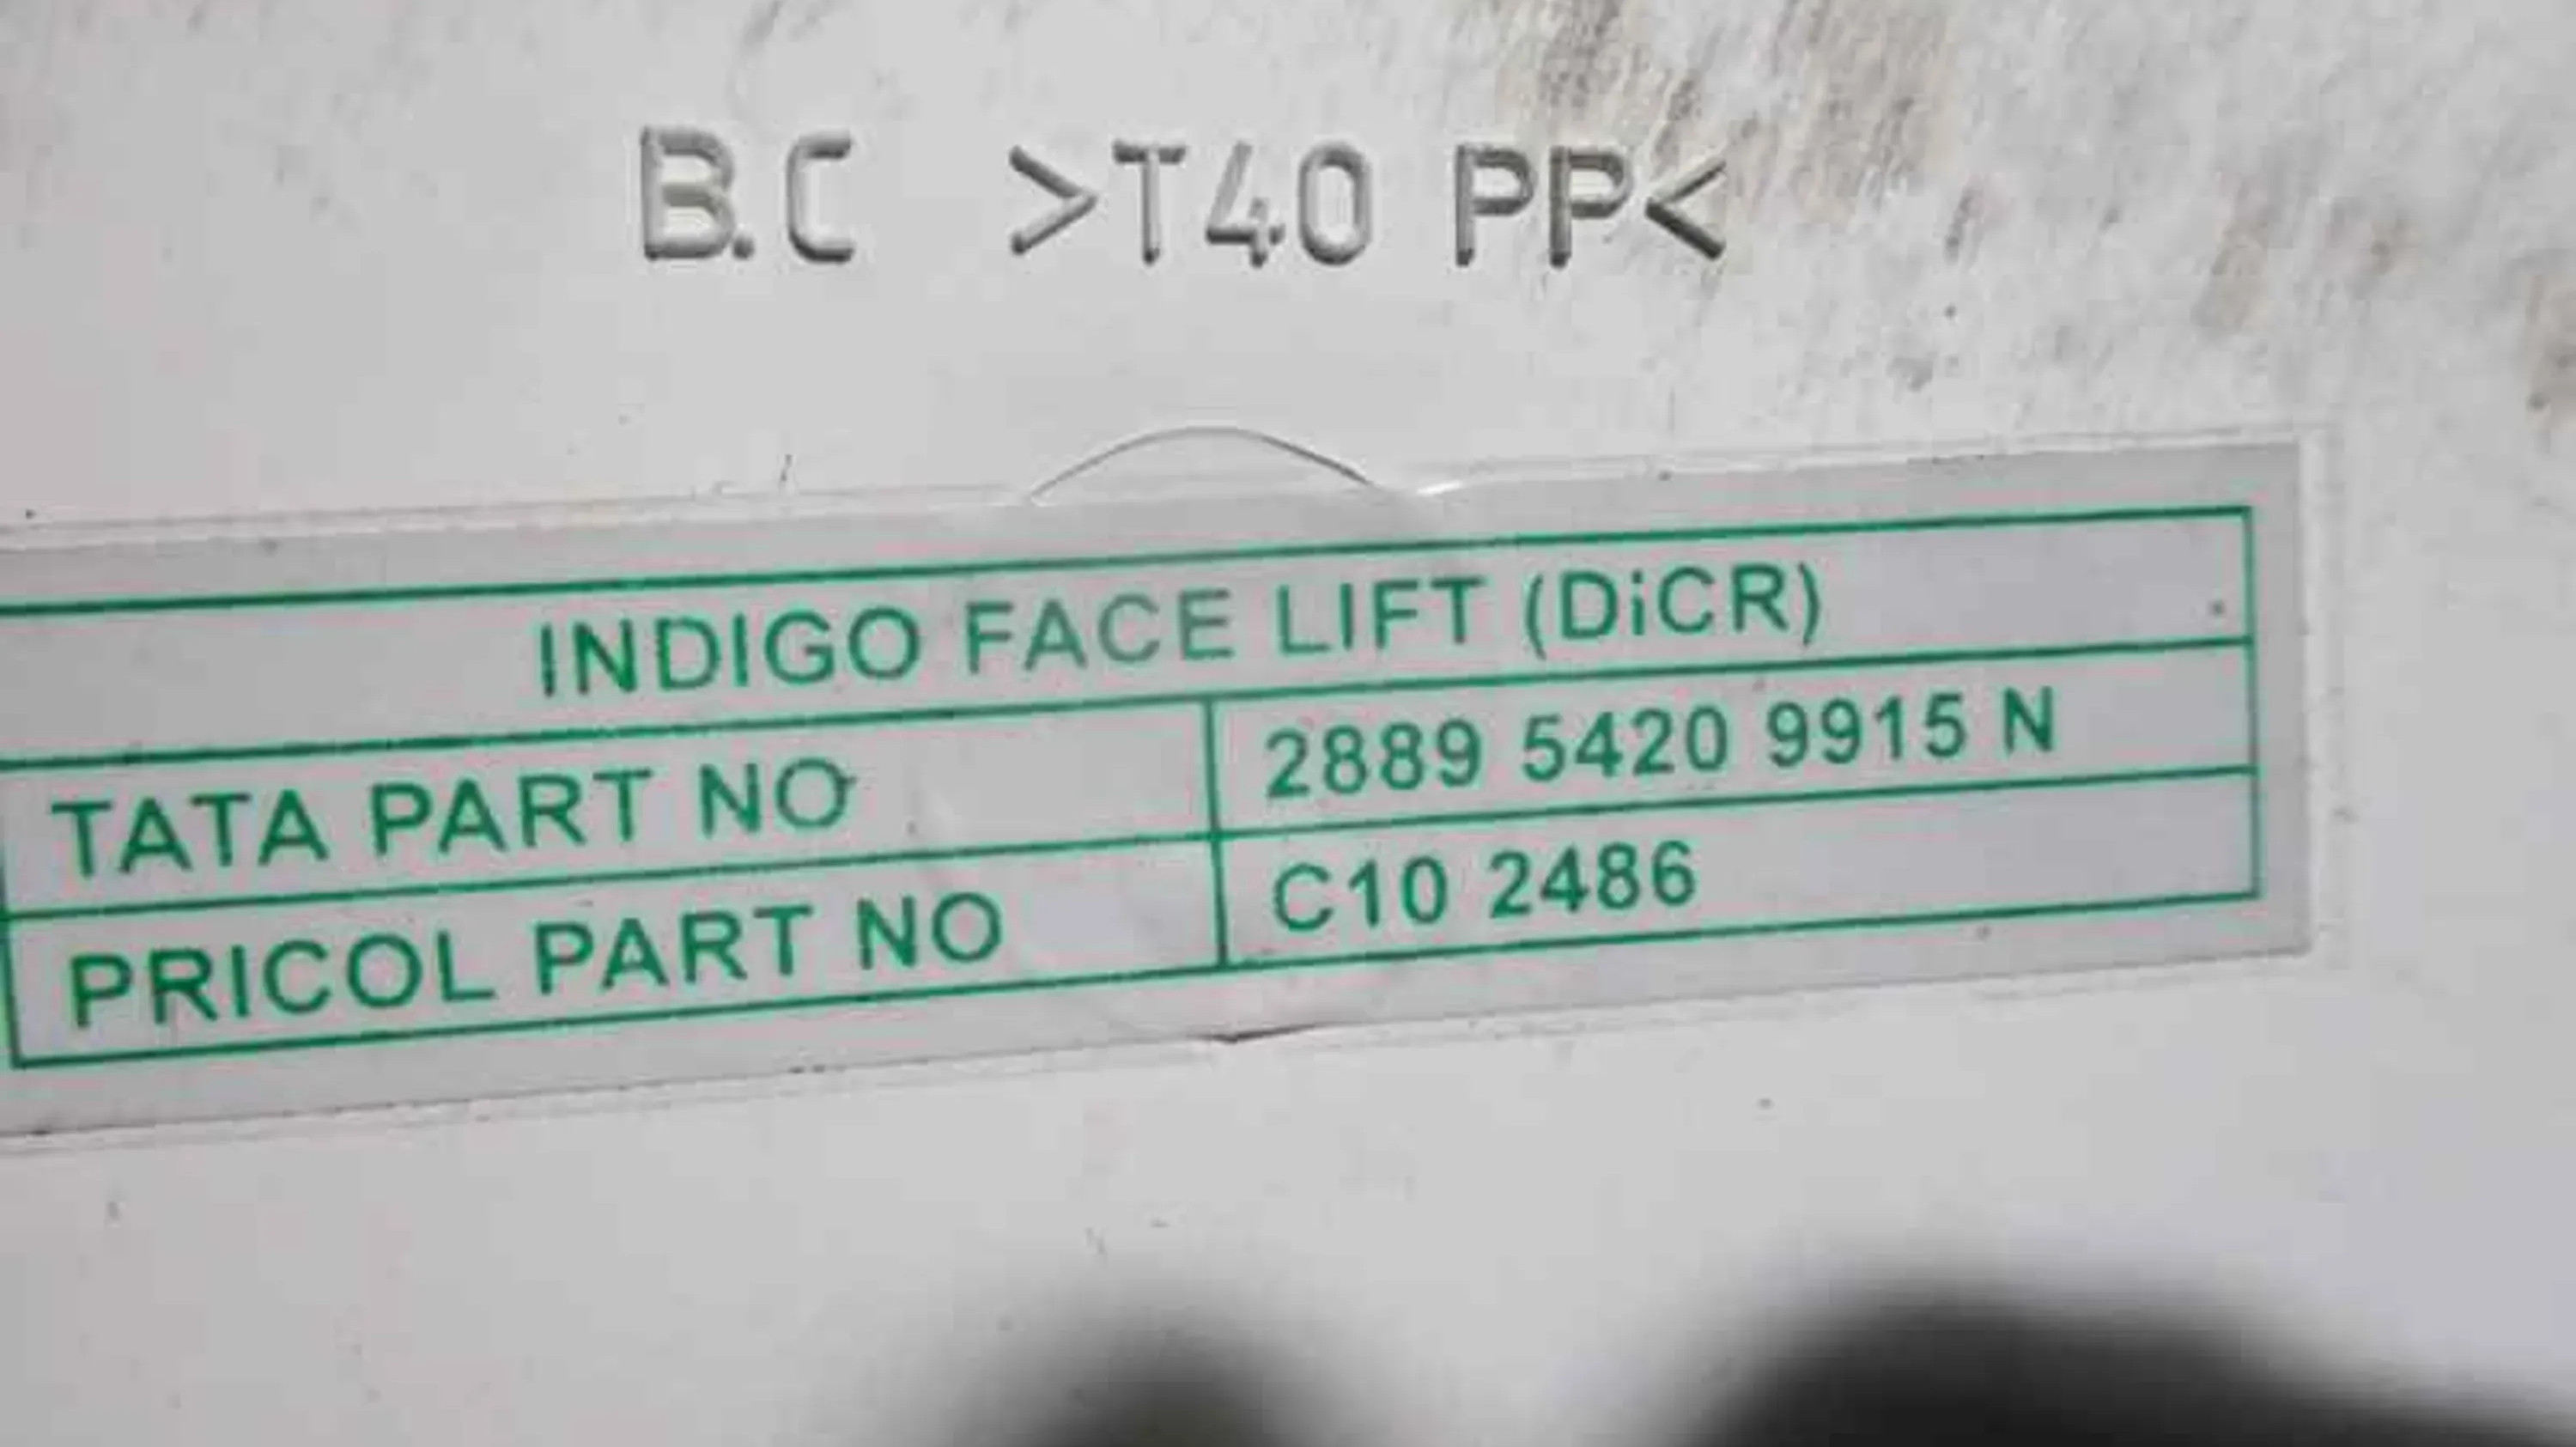 B.C >T40 PP<
INDIGO FACE LIFT (DiCR)
TATA PART NO 2889 5420 9915 N
PRICOL PART NO C10 2486